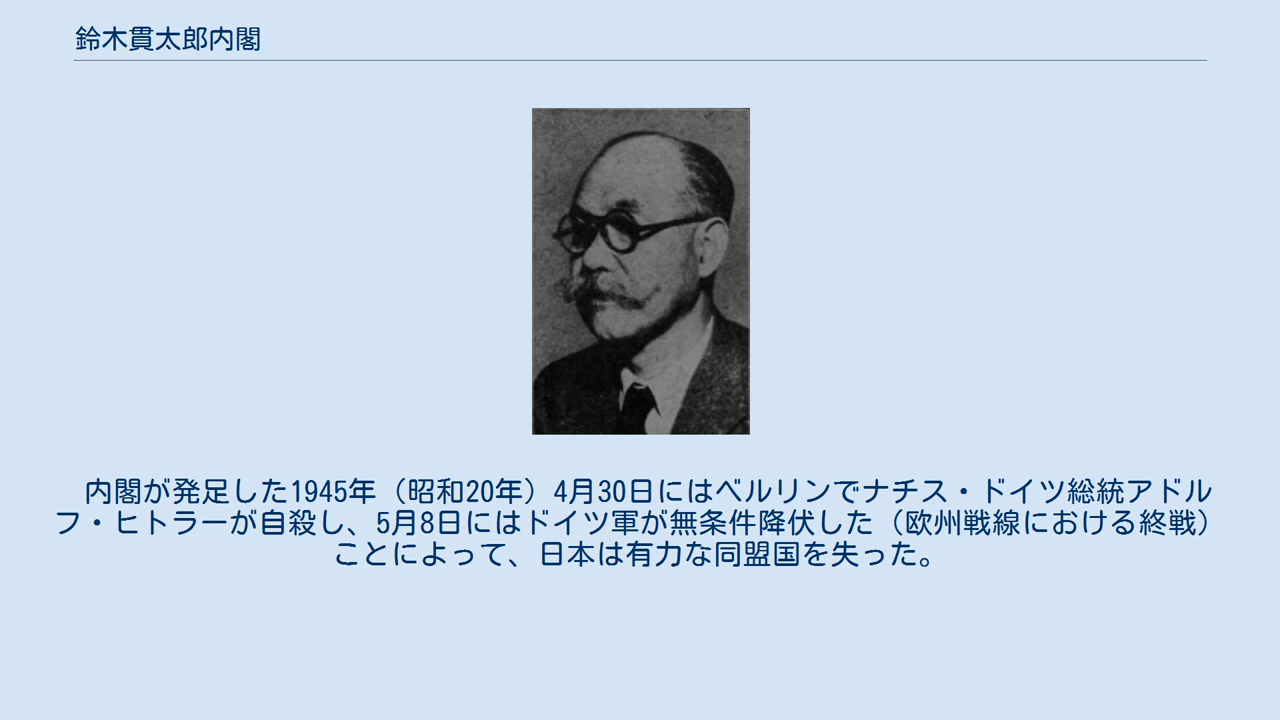 鈴木貫太郎内閣
内閣が発足した1945年（昭和20年）4月30日にはベルリンでナチス・ドイツ総統アドル
フ・ヒトラーが自殺し、5月8日にはドイツ軍が無条件降伏した（欧州戦線における終戦）
ことによって、日本は有力な同盟国を失った。